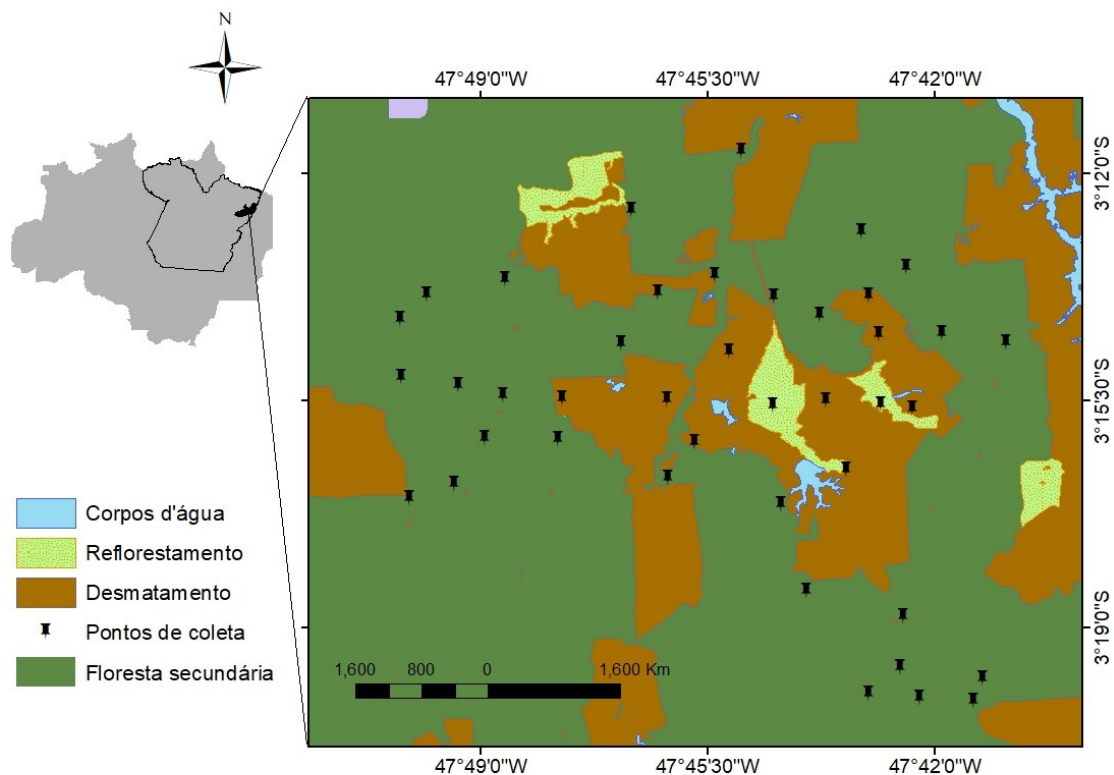 N
47°49'0"W 47°45'30"W 47°42'0"W
3°12'0"S
3°15'30"S
3°19'0"S
Corpos d'água
Reflorestamento
Desmatamento
Pontos de coleta
Floresta secundária
1,600 800 0 1,600 Km
47°49'0"W 47°45'30"W 47°42'0"W